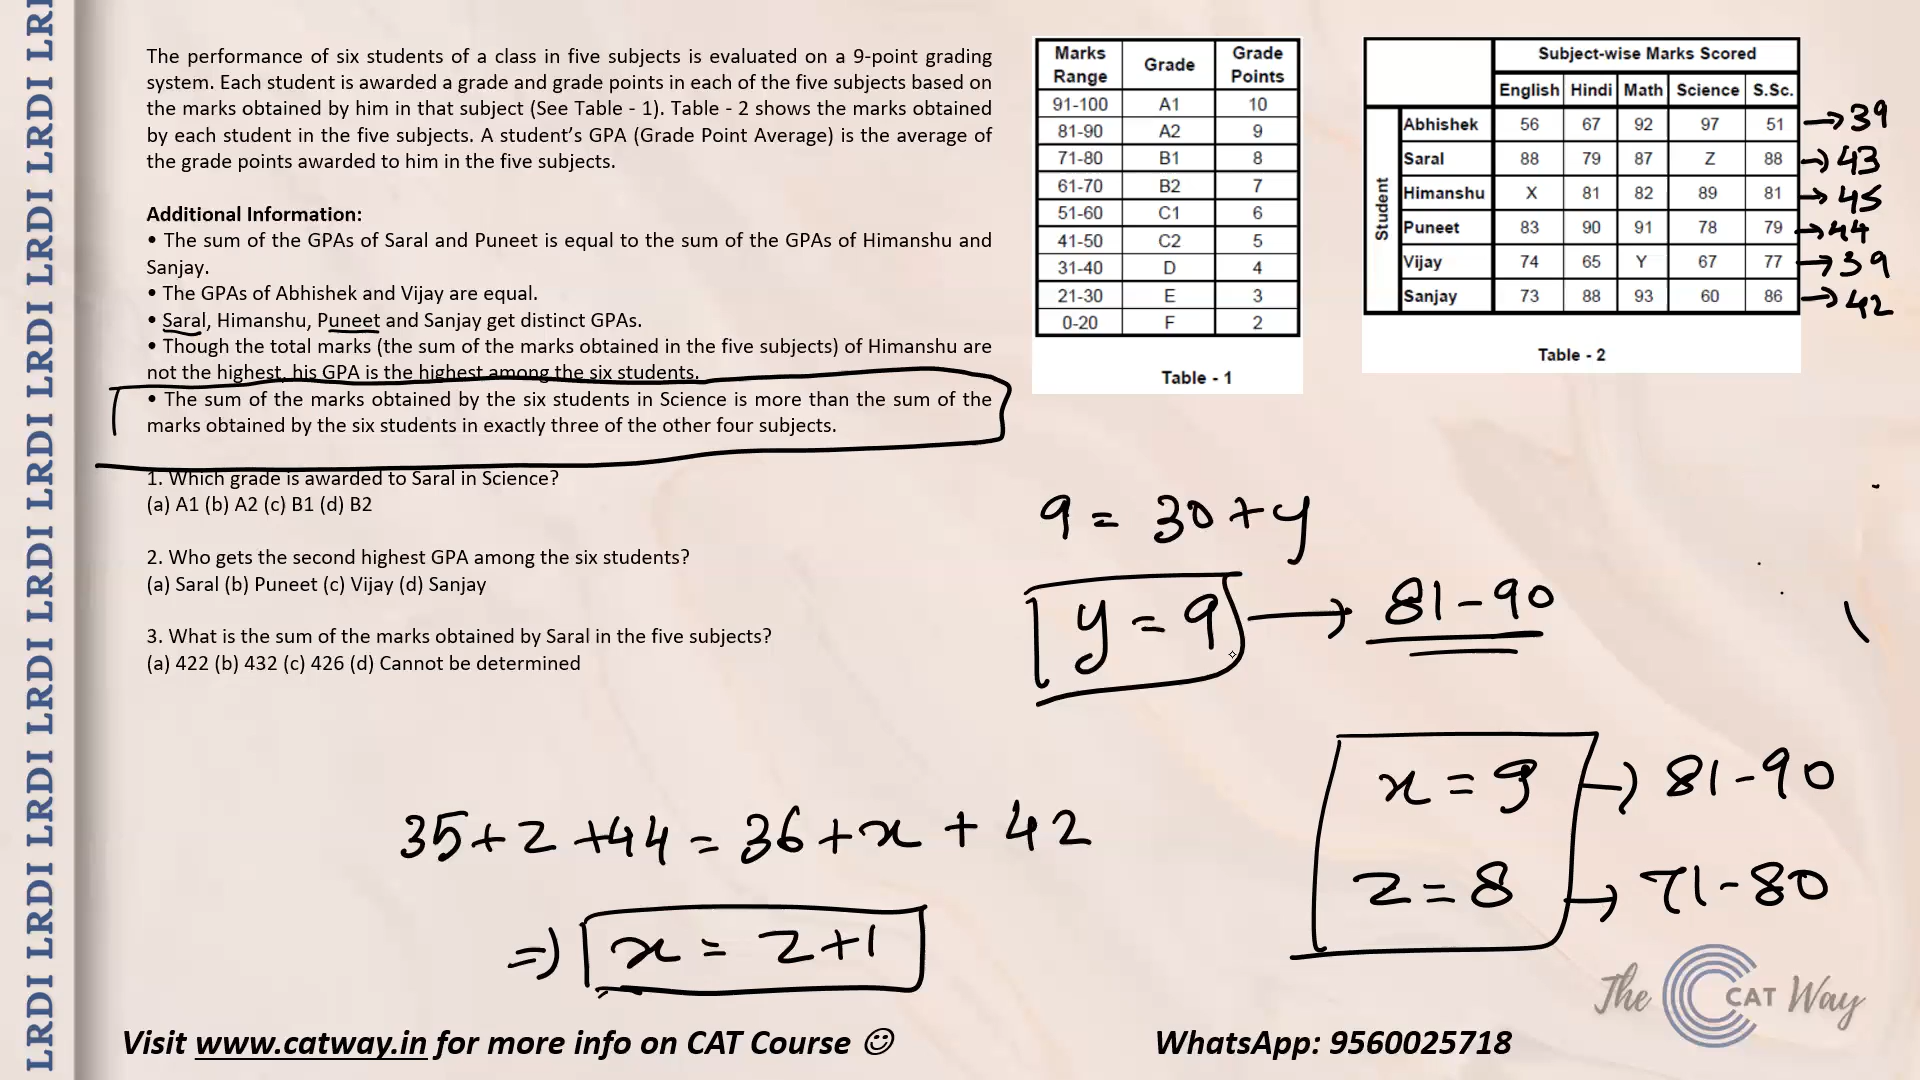 LRDI LRDI LRDI LRDI LRDI LRDI LRDI LRDI LRDI LRDI
The performance of six students of a class in five subjects is evaluated on a 9-point grading
system. Each student is awarded a grade and grade points in each of the five subjects based on
the marks obtained by him in that subject (See Table - 1). Table - 2 shows the marks obtained
by each student in the five subjects. A student's GPA (Grade Point Average) is the average of
the grade points awarded to him in the five subjects.
Additional Information:
• The sum of the GPAs of Saral and Puneet is equal to the sum of the GPAs of Himanshu and
Sanjay.
• The GPAs of Abhishek and Vijay are equal.
• Saral, Himanshu, Puneet and Sanjay get distinct GPAs.
• Though the total marks (the sum of the marks obtained in the five subjects) of Himanshu are
not the highest, his GPA is the highest among the six students.
• The sum of the marks obtained by the six students in Science is more than the sum of the
marks obtained by the six students in exactly three of the other four subjects.
1. Which grade is awarded to Saral in Science?
(a) A1 (b) A2 (c) B1 (d) B2
2. Who gets the second highest GPA among the six students?
(a) Saral (b) Puneet (c) Vijay (d) Sanjay
3. What is the sum of the marks obtained by Saral in the five subjects?
(a) 422 (b) 432 (c) 426 (d) Cannot be determined
Marks Range Grade Grade Points
91-100 A1 10
81-90 A2 9
71-80 B1 8
61-70 B2 7
51-60 C1 6
41-50 C2 5
31-40 D 4
21-30 E 3
0-20 F 2
Table - 1
Subject-wise Marks Scored
English Hindi Math Science S.Sc.
Student
Abhishek 56 67 92 97 51 → 39
Saral 88 79 87 Z 88 → 43
Himanshu X 81 82 89 81 → 45
Puneet 83 90 91 78 79 → 44
Vijay 74 65 Y 67 77 → 39
Sanjay 73 88 93 60 86 → 42
Table - 2
9 = 30 + y
y = 9 → 81-90
x = 9 → 81-90
z = 8 → 71-80
35 + z + 44 = 36 + x + 42
⇒ x = z + 1
The CAT Way
Visit www.catway.in for more info on CAT Course ☺
WhatsApp: 9560025718